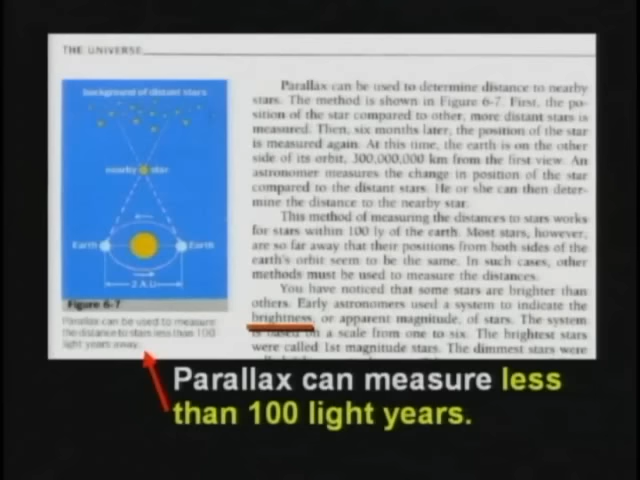 THE UNIVERSE
background of distant stars
nearby star
Earth
Earth
2 A.U.
Figure 6-7
Parallax can be used to measure
the distance to stars less than 100
light years away.
Parallax can be used to determine distance to nearby
stars. The method is shown in Figure 6-7. First, the po-
sition of the star compared to other, more distant stars is
measured. Then, six months later, the position of the star
is measured again. At this time, the earth is on the other
side of its orbit, 300,000,000 km from the first view. An
astronomer measures the change in position of the star
compared to the distant stars. He or she can then deter-
mine the distance to the nearby star.
This method of measuring the distances to stars works
for stars within 100 ly of the earth. Most stars, however,
are so far away that their positions from both sides of the
earth's orbit seem to be the same. In such cases, other
methods must be used to measure the distances.
You have noticed that some stars are brighter than
others. Early astronomers used a system to indicate the
brightness, or apparent magnitude, of stars. The system
is based on a scale from one to six. The brightest stars
were called 1st magnitude stars. The dimmest stars were
Parallax can measure less
than 100 light years.